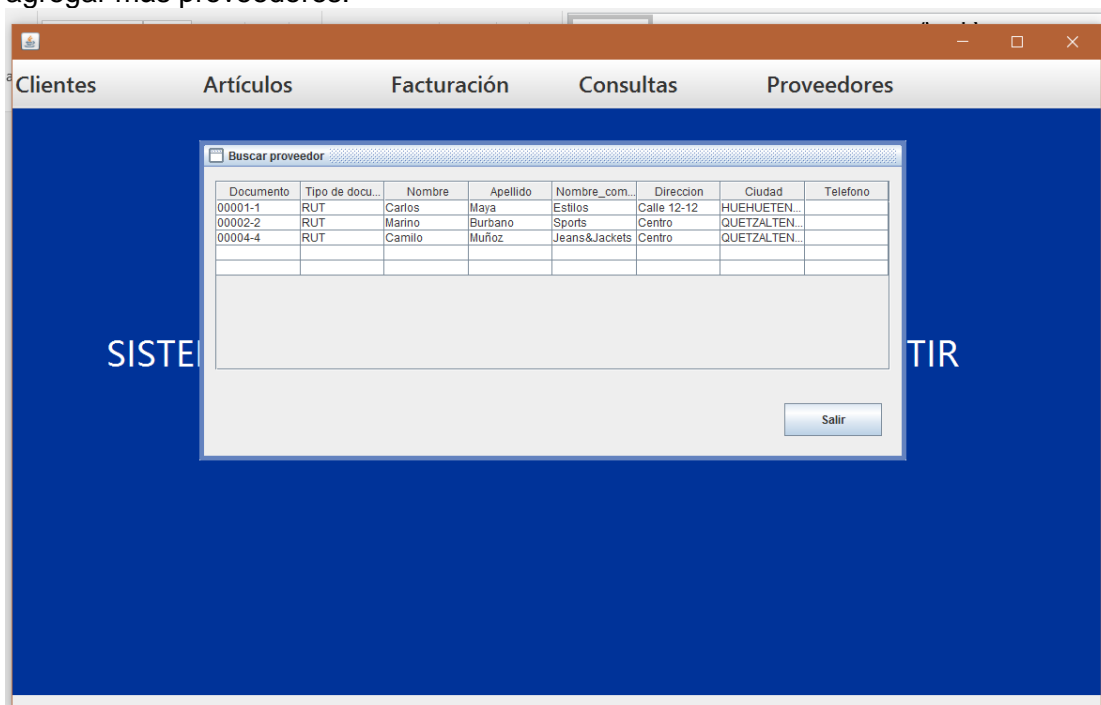 agregar más proveedores.
Clientes Artículos Facturación Consultas Proveedores
Buscar proveedor
Documento Tipo de docu... Nombre Apellido Nombre_com... Direccion Ciudad Telefono
00001-1 RUT Carlos Maya Estilos Calle 12-12 HUEHUETEN...
00002-2 RUT Marino Burbano Sports Centro QUETZALTEN...
00004-4 RUT Camilo Muñoz Jeans&Jackets Centro QUETZALTEN...
SISTE TIR
Salir